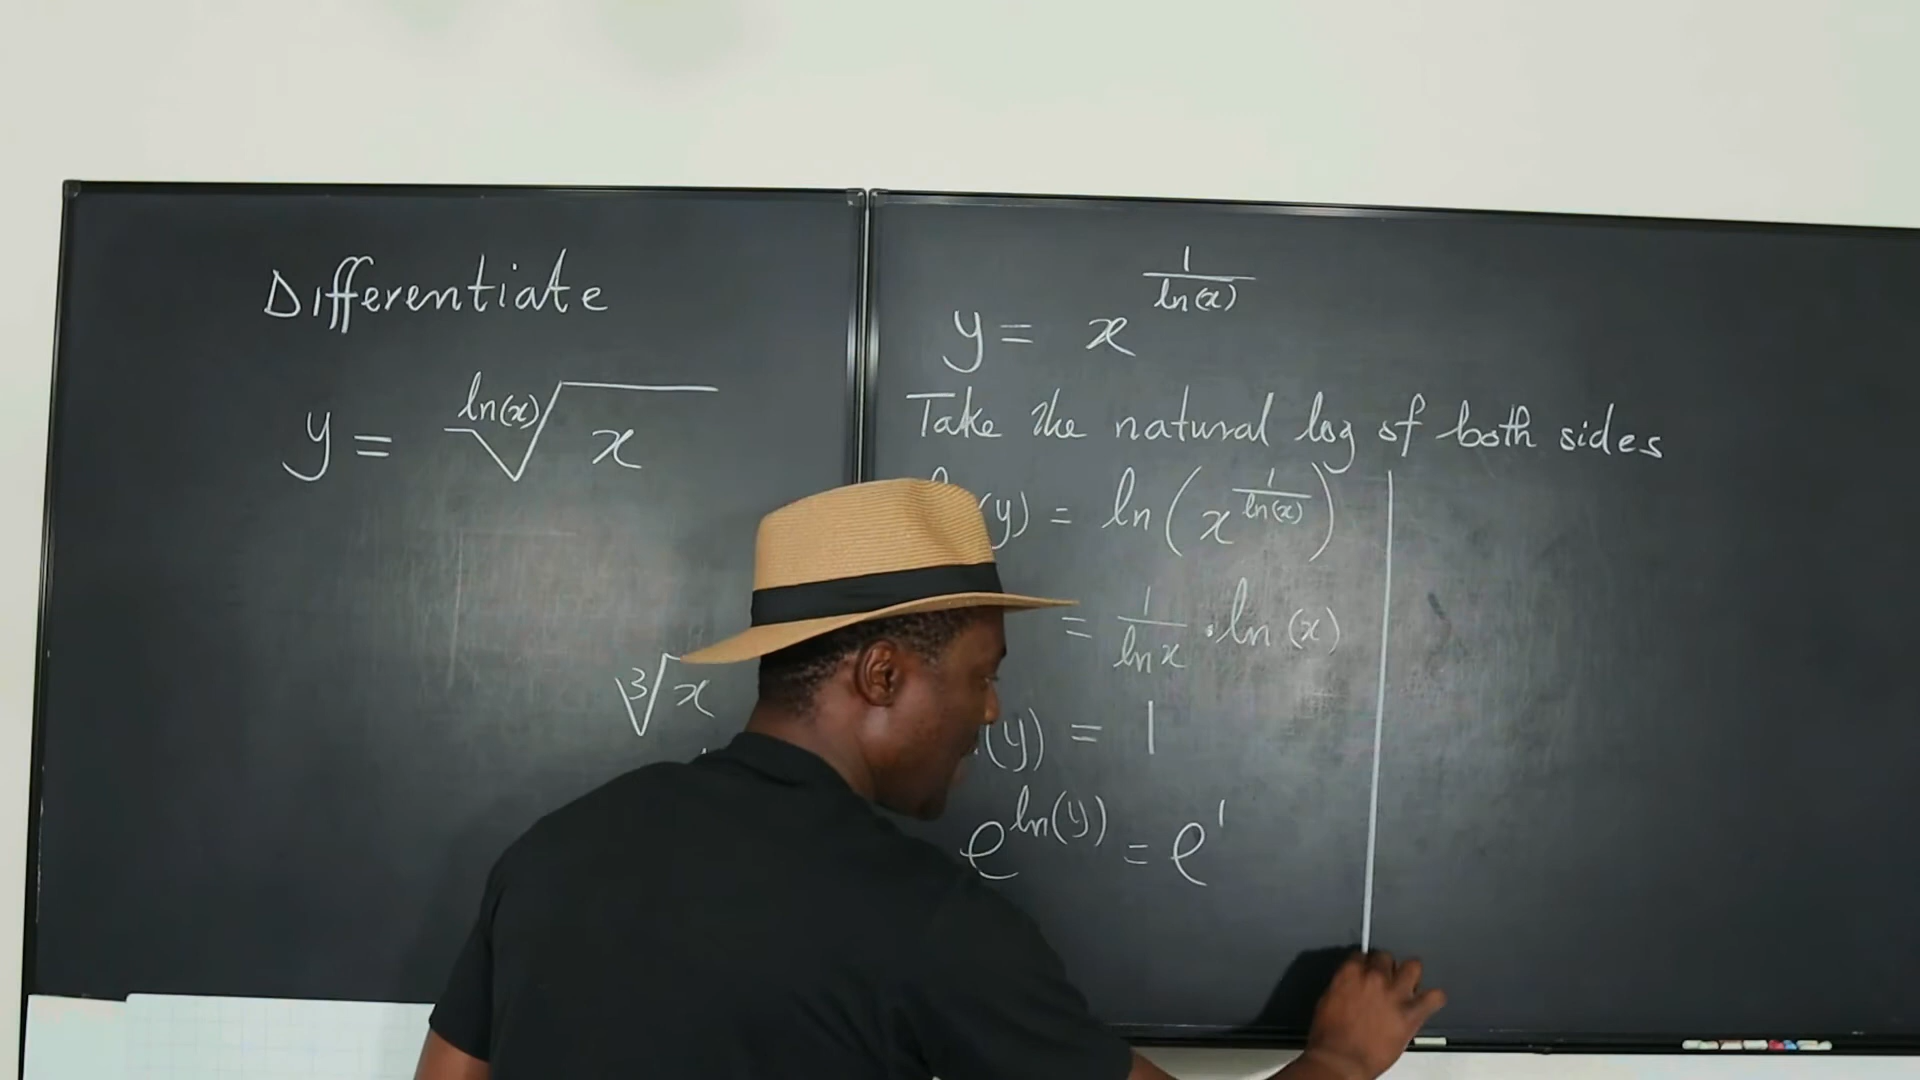 Differentiate
y = ln(x)√x
3√x
y = x^(1/ln(x))
Take the natural log of both sides
(y) = ln(x^(1/ln(x)))
= 1/ln x · ln(x)
(y) = 1
e^ln(y) = e^1